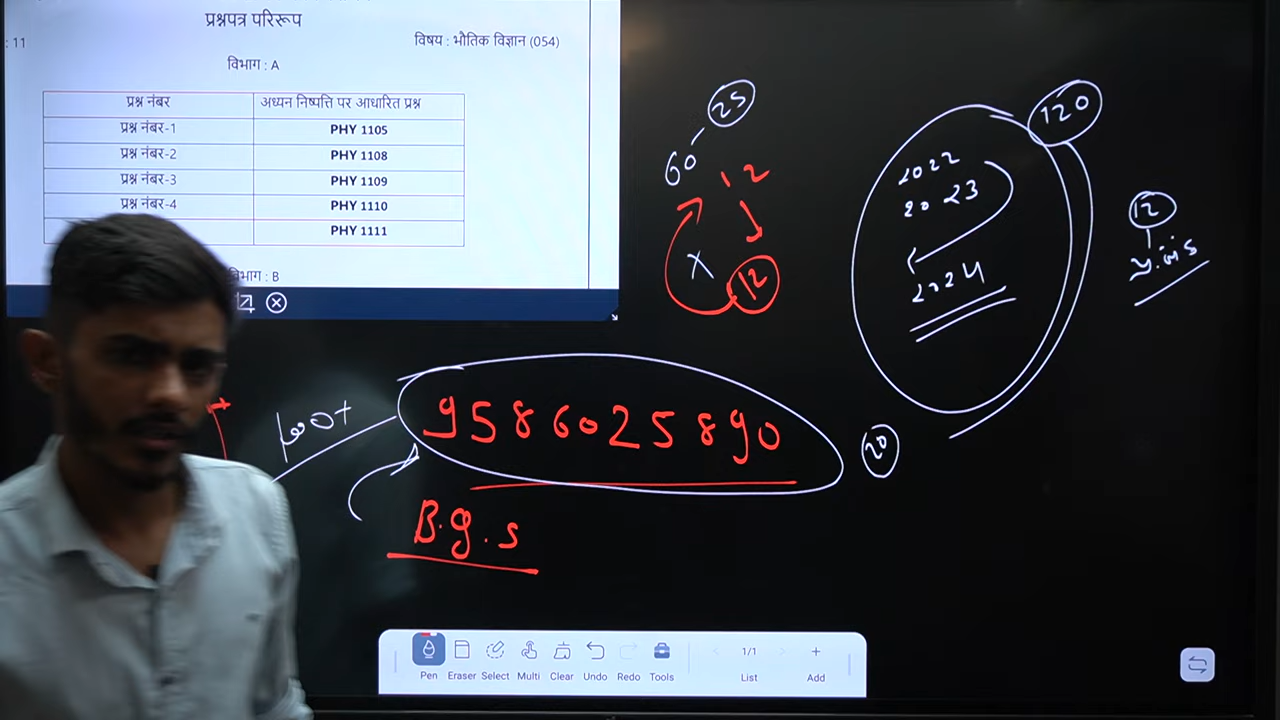 प्रश्नपत्र परिरूप
: 11
विषय : भौतिक विज्ञान (054)
विभाग : A
प्रश्न नंबर अध्यन निष्पत्ति पर आधारित प्रश्न
प्रश्न नंबर-1 PHY 1105
प्रश्न नंबर-2 PHY 1108
प्रश्न नंबर-3 PHY 1109
प्रश्न नंबर-4 PHY 1110
PHY 1111
विभाग : B
25
60
12
X
12
120
2022
2023
2024
12
9586025890
20
B.g.s
Pen Eraser Select Multi Clear Undo Redo Tools
1/1
List
Add